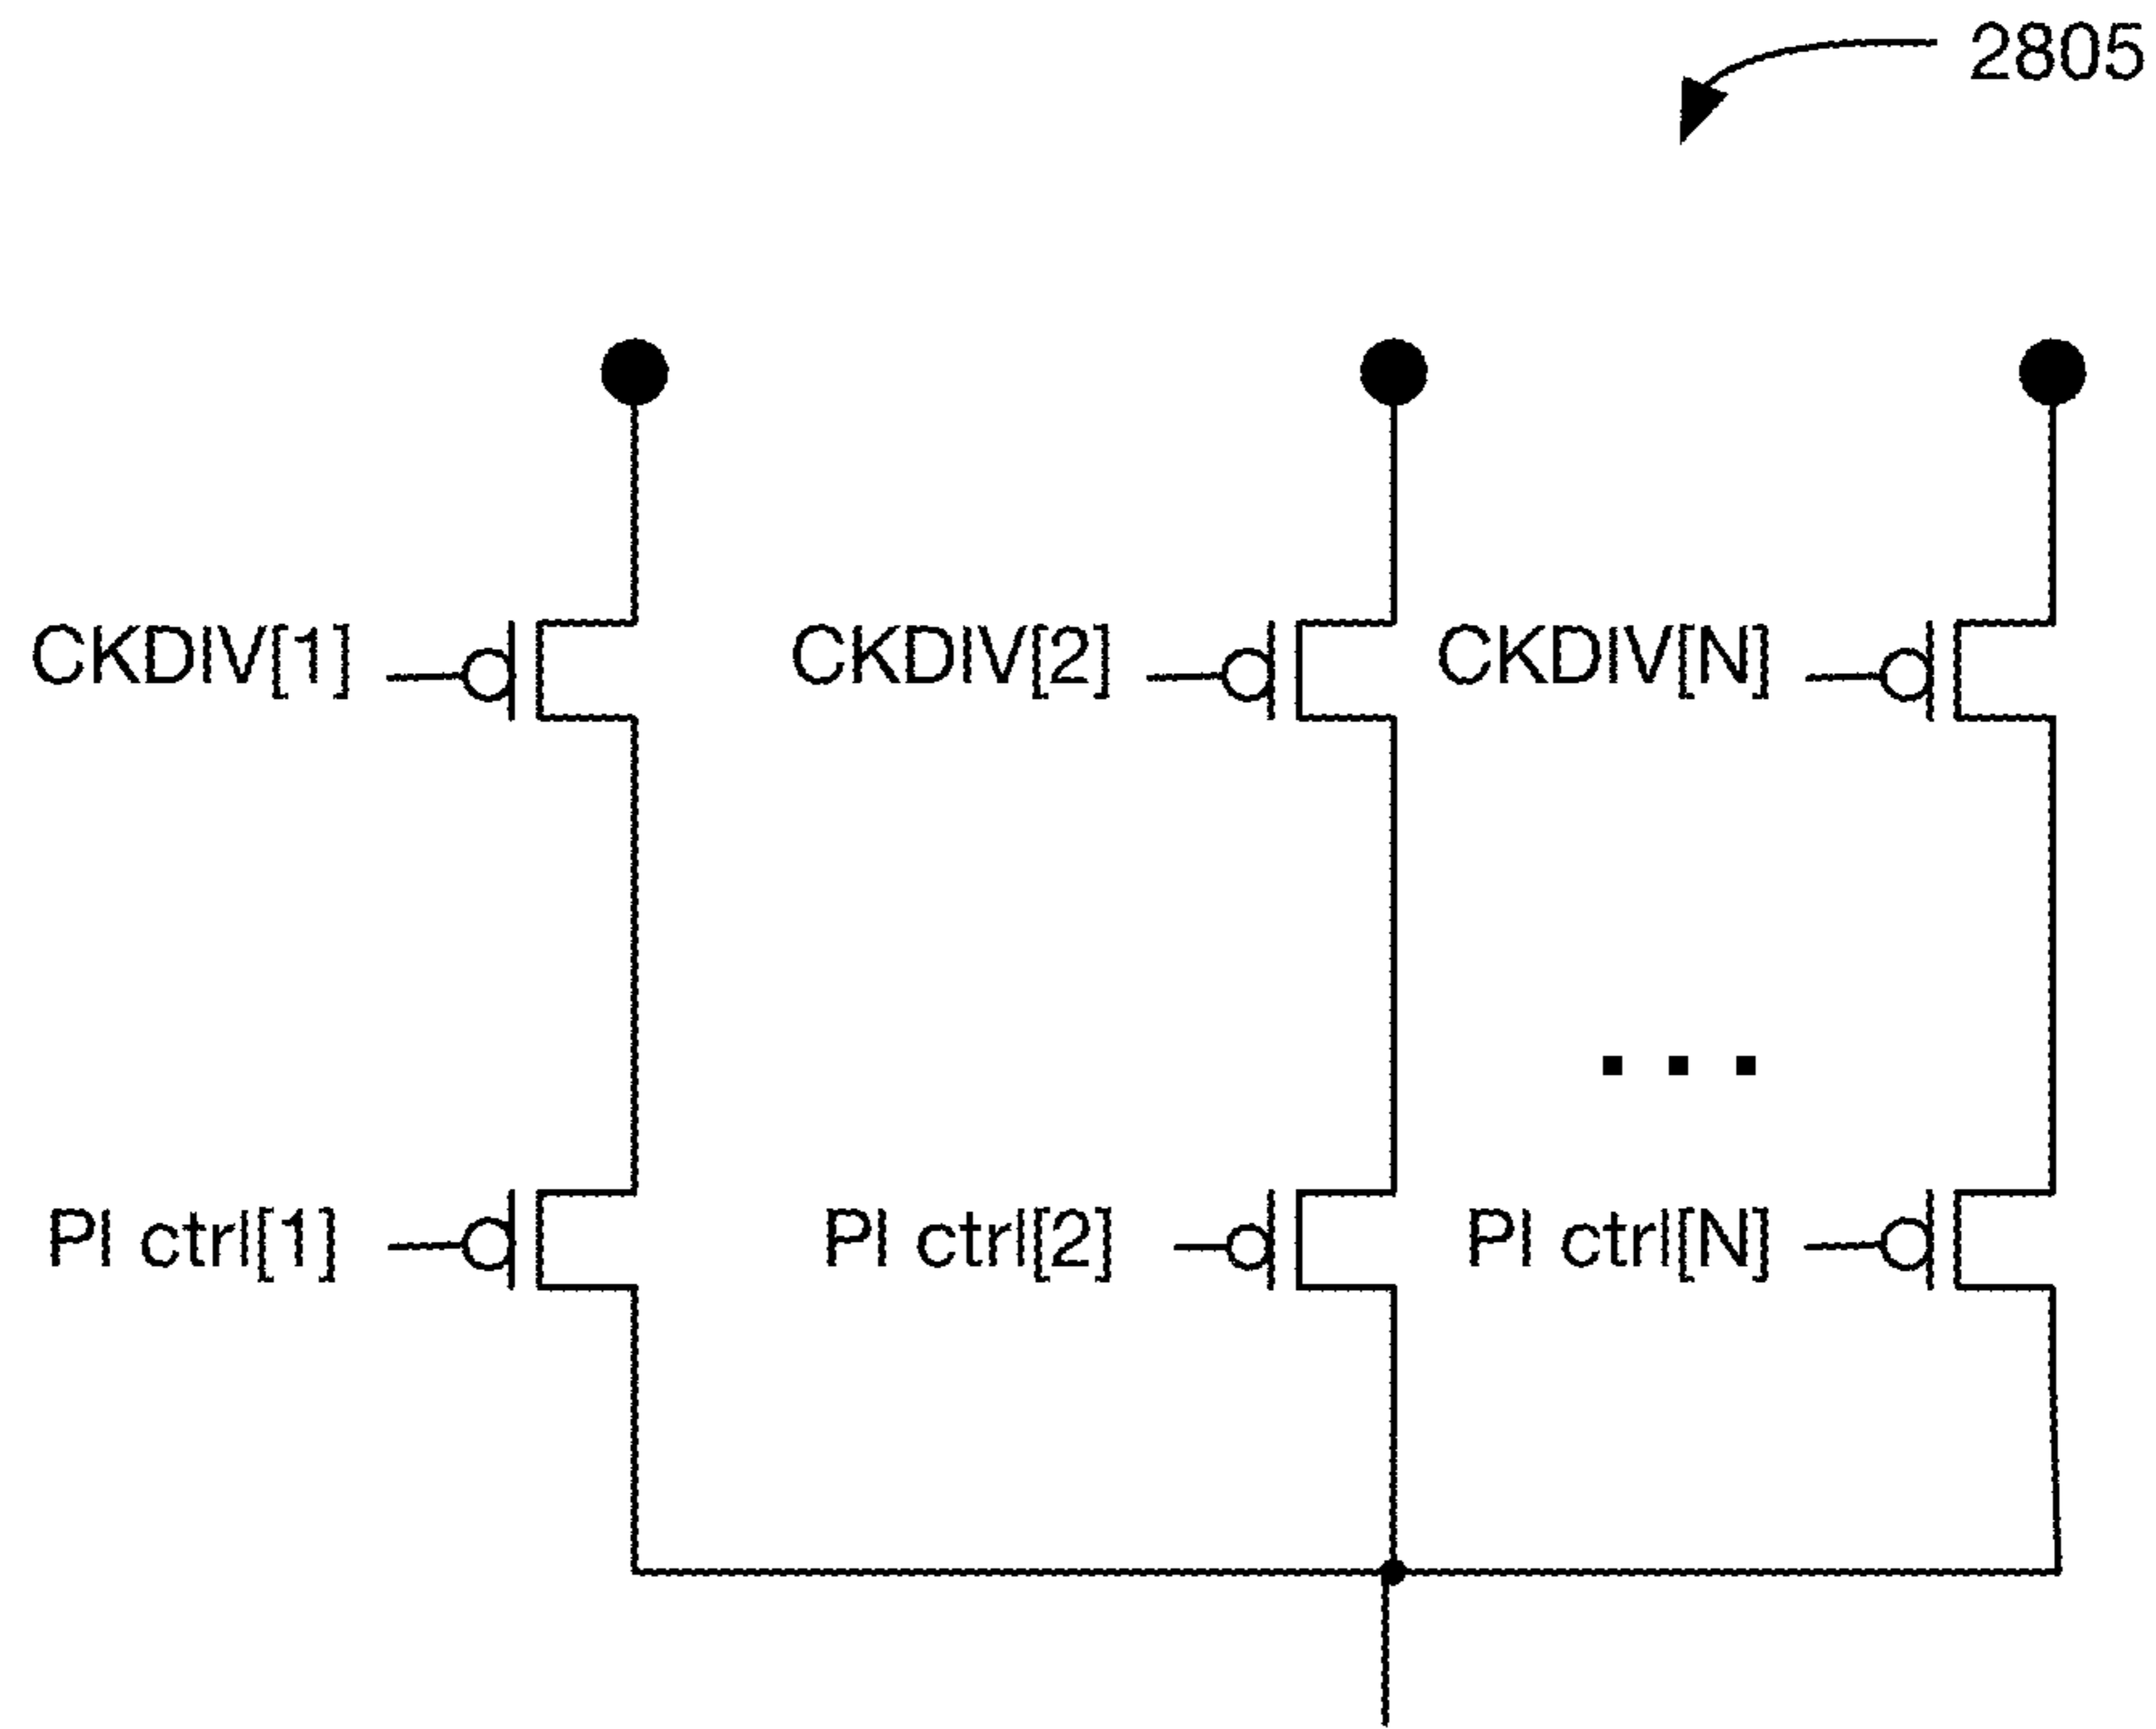 2805
CKDIV[1] CKDIV[2] CKDIV[N]
PI ctrl[1] PI ctrl[2] PI ctrl[N]